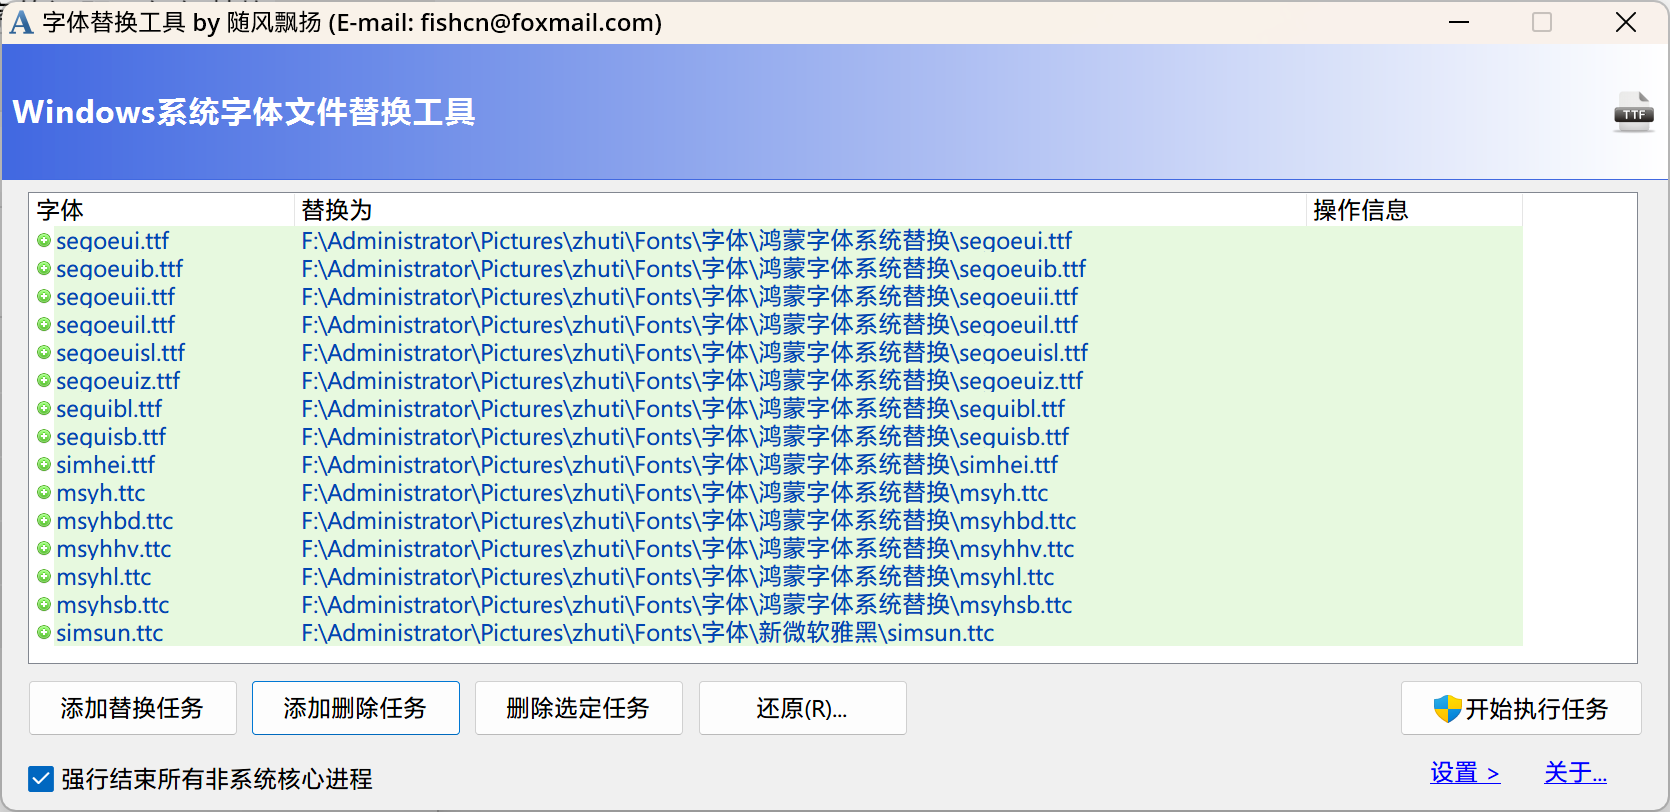 字体替换工具 by 随风飘扬 (E-mail: fishcn@foxmail.com)
Windows系统字体文件替换工具
TTF
字体 替换为 操作信息
segoeui.ttf F:\Administrator\Pictures\zhuti\Fonts\字体\鸿蒙字体系统替换\segoeui.ttf
segoeuib.ttf F:\Administrator\Pictures\zhuti\Fonts\字体\鸿蒙字体系统替换\segoeuib.ttf
segoeuii.ttf F:\Administrator\Pictures\zhuti\Fonts\字体\鸿蒙字体系统替换\segoeuii.ttf
segoeuil.ttf F:\Administrator\Pictures\zhuti\Fonts\字体\鸿蒙字体系统替换\segoeuil.ttf
segoeuisl.ttf F:\Administrator\Pictures\zhuti\Fonts\字体\鸿蒙字体系统替换\segoeuisl.ttf
segoeuiz.ttf F:\Administrator\Pictures\zhuti\Fonts\字体\鸿蒙字体系统替换\segoeuiz.ttf
seguibl.ttf F:\Administrator\Pictures\zhuti\Fonts\字体\鸿蒙字体系统替换\seguibl.ttf
seguisb.ttf F:\Administrator\Pictures\zhuti\Fonts\字体\鸿蒙字体系统替换\seguisb.ttf
simhei.ttf F:\Administrator\Pictures\zhuti\Fonts\字体\鸿蒙字体系统替换\simhei.ttf
msyh.ttc F:\Administrator\Pictures\zhuti\Fonts\字体\鸿蒙字体系统替换\msyh.ttc
msyhbd.ttc F:\Administrator\Pictures\zhuti\Fonts\字体\鸿蒙字体系统替换\msyhbd.ttc
msyhhv.ttc F:\Administrator\Pictures\zhuti\Fonts\字体\鸿蒙字体系统替换\msyhhv.ttc
msyhl.ttc F:\Administrator\Pictures\zhuti\Fonts\字体\鸿蒙字体系统替换\msyhl.ttc
msyhsb.ttc F:\Administrator\Pictures\zhuti\Fonts\字体\鸿蒙字体系统替换\msyhsb.ttc
simsun.ttc F:\Administrator\Pictures\zhuti\Fonts\字体\新微软雅黑\simsun.ttc
添加替换任务 添加删除任务 删除选定任务 还原(R)... 开始执行任务
强行结束所有非系统核心进程 设置 > 关于...